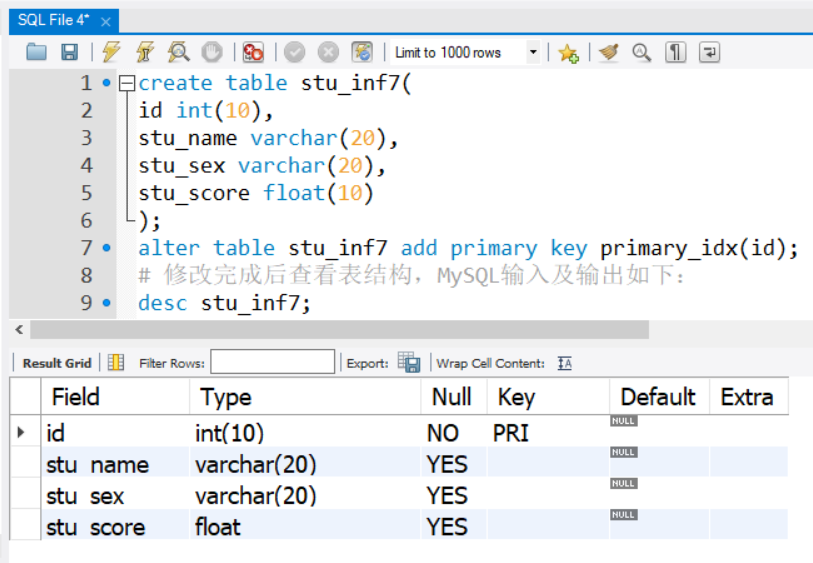 SQL File 4* ×
Limit to 1000 rows
1 create table stu_inf7(
2 id int(10),
3 stu_name varchar(20),
4 stu_sex varchar(20),
5 stu_score float(10)
6 );
7 alter table stu_inf7 add primary key primary_idx(id);
8 # 修改完成后查看表结构，MySQL输入及输出如下：
9 desc stu_inf7;
Result Grid Filter Rows: Export: Wrap Cell Content: IA
Field Type Null Key Default Extra
id int(10) NO PRI NULL
stu_name varchar(20) YES NULL
stu_sex varchar(20) YES NULL
stu_score float YES NULL